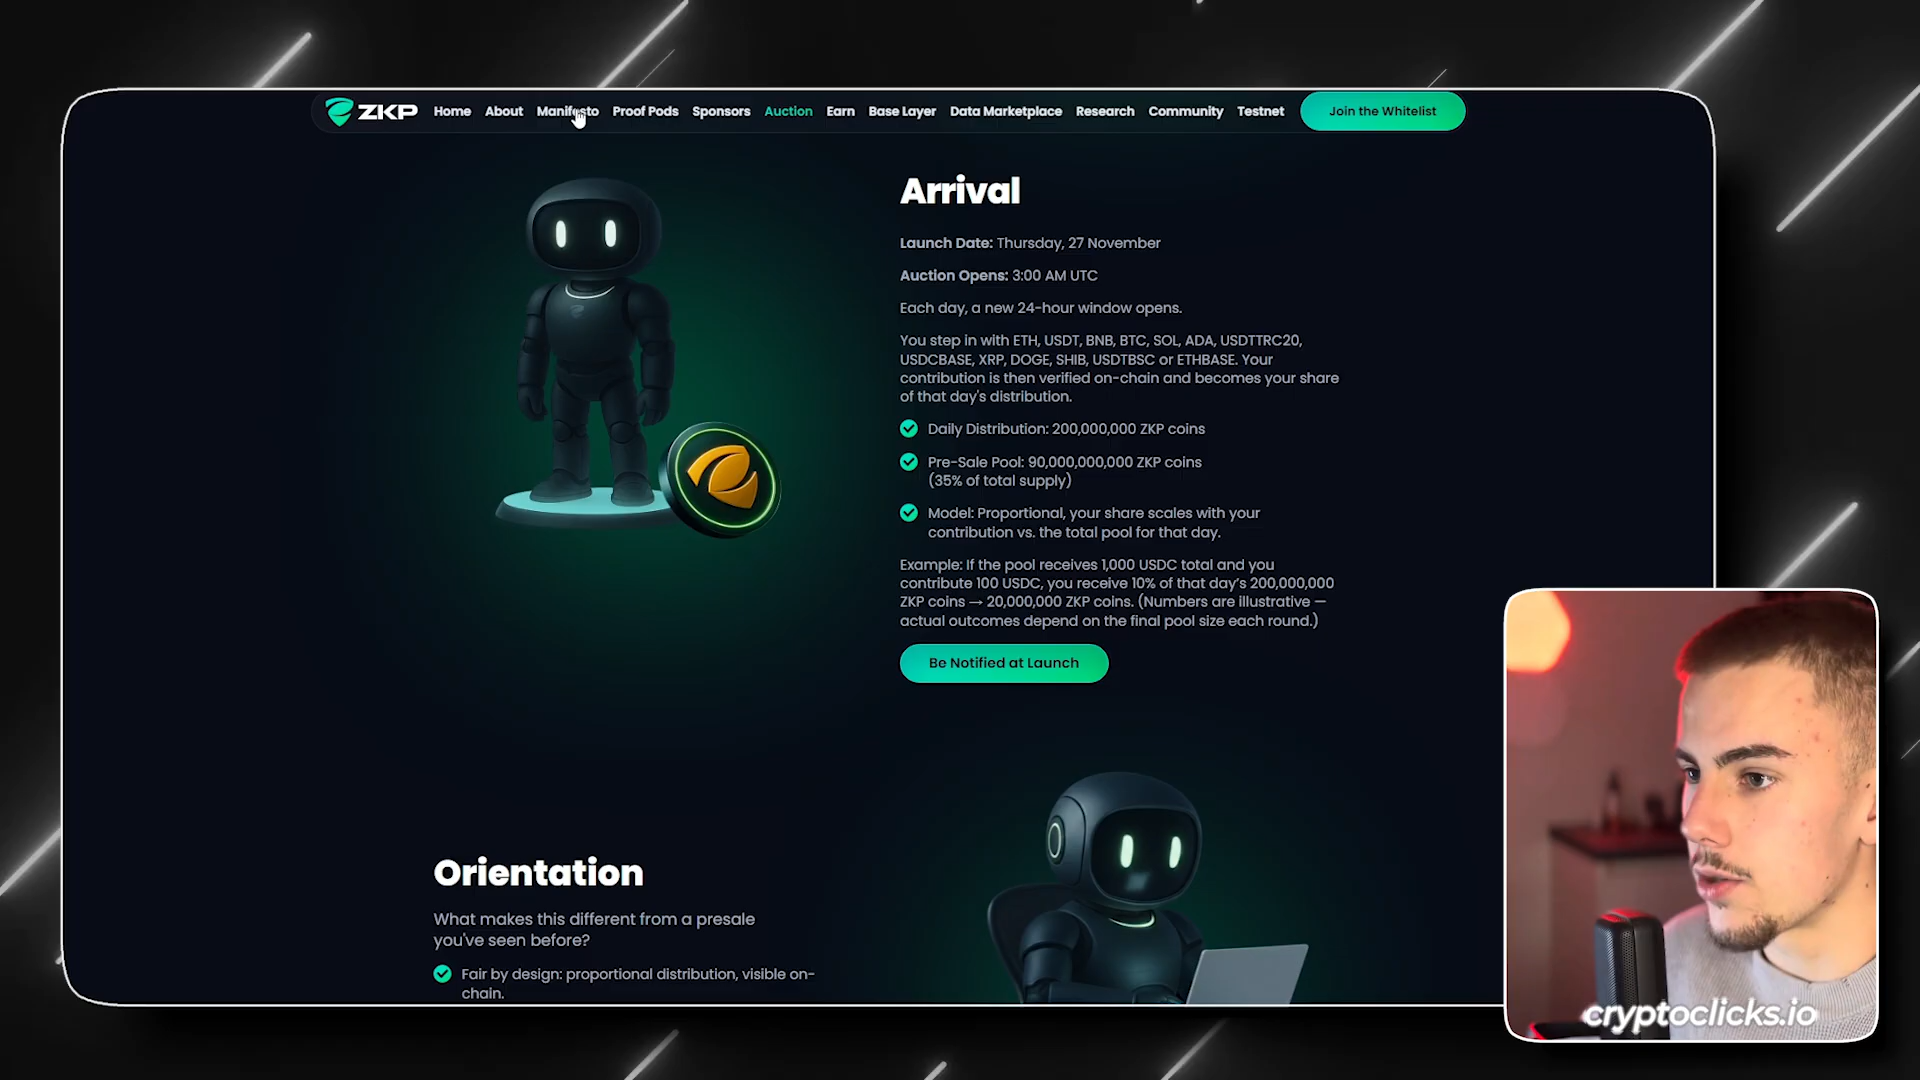 ZKP
Home
About
Manifesto
Proof Pods
Sponsors
Auction
Earn
Base Layer
Data Marketplace
Research
Community
Testnet
Join the Whitelist
Arrival
Launch Date: Thursday, 27 November
Auction Opens: 3:00 AM UTC
Each day, a new 24-hour window opens.
You step in with ETH, USDT, BNB, BTC, SOL, ADA, USDTTRC20,
USDCBASE, XRP, DOGE, SHIB, USDTBSC or ETHBASE. Your
contribution is then verified on-chain and becomes your share
of that day's distribution.
Daily Distribution: 200,000,000 ZKP coins
Pre-Sale Pool: 90,000,000,000 ZKP coins
(35% of total supply)
Model: Proportional, your share scales with your
contribution vs. the total pool for that day.
Example: If the pool receives 1,000 USDC total and you
contribute 100 USDC, you receive 10% of that day's 200,000,000
ZKP coins → 20,000,000 ZKP coins. (Numbers are illustrative —
actual outcomes depend on the final pool size each round.)
Be Notified at Launch
Orientation
What makes this different from a presale
you've seen before?
Fair by design: proportional distribution, visible on-
chain.
cryptoclicks.io